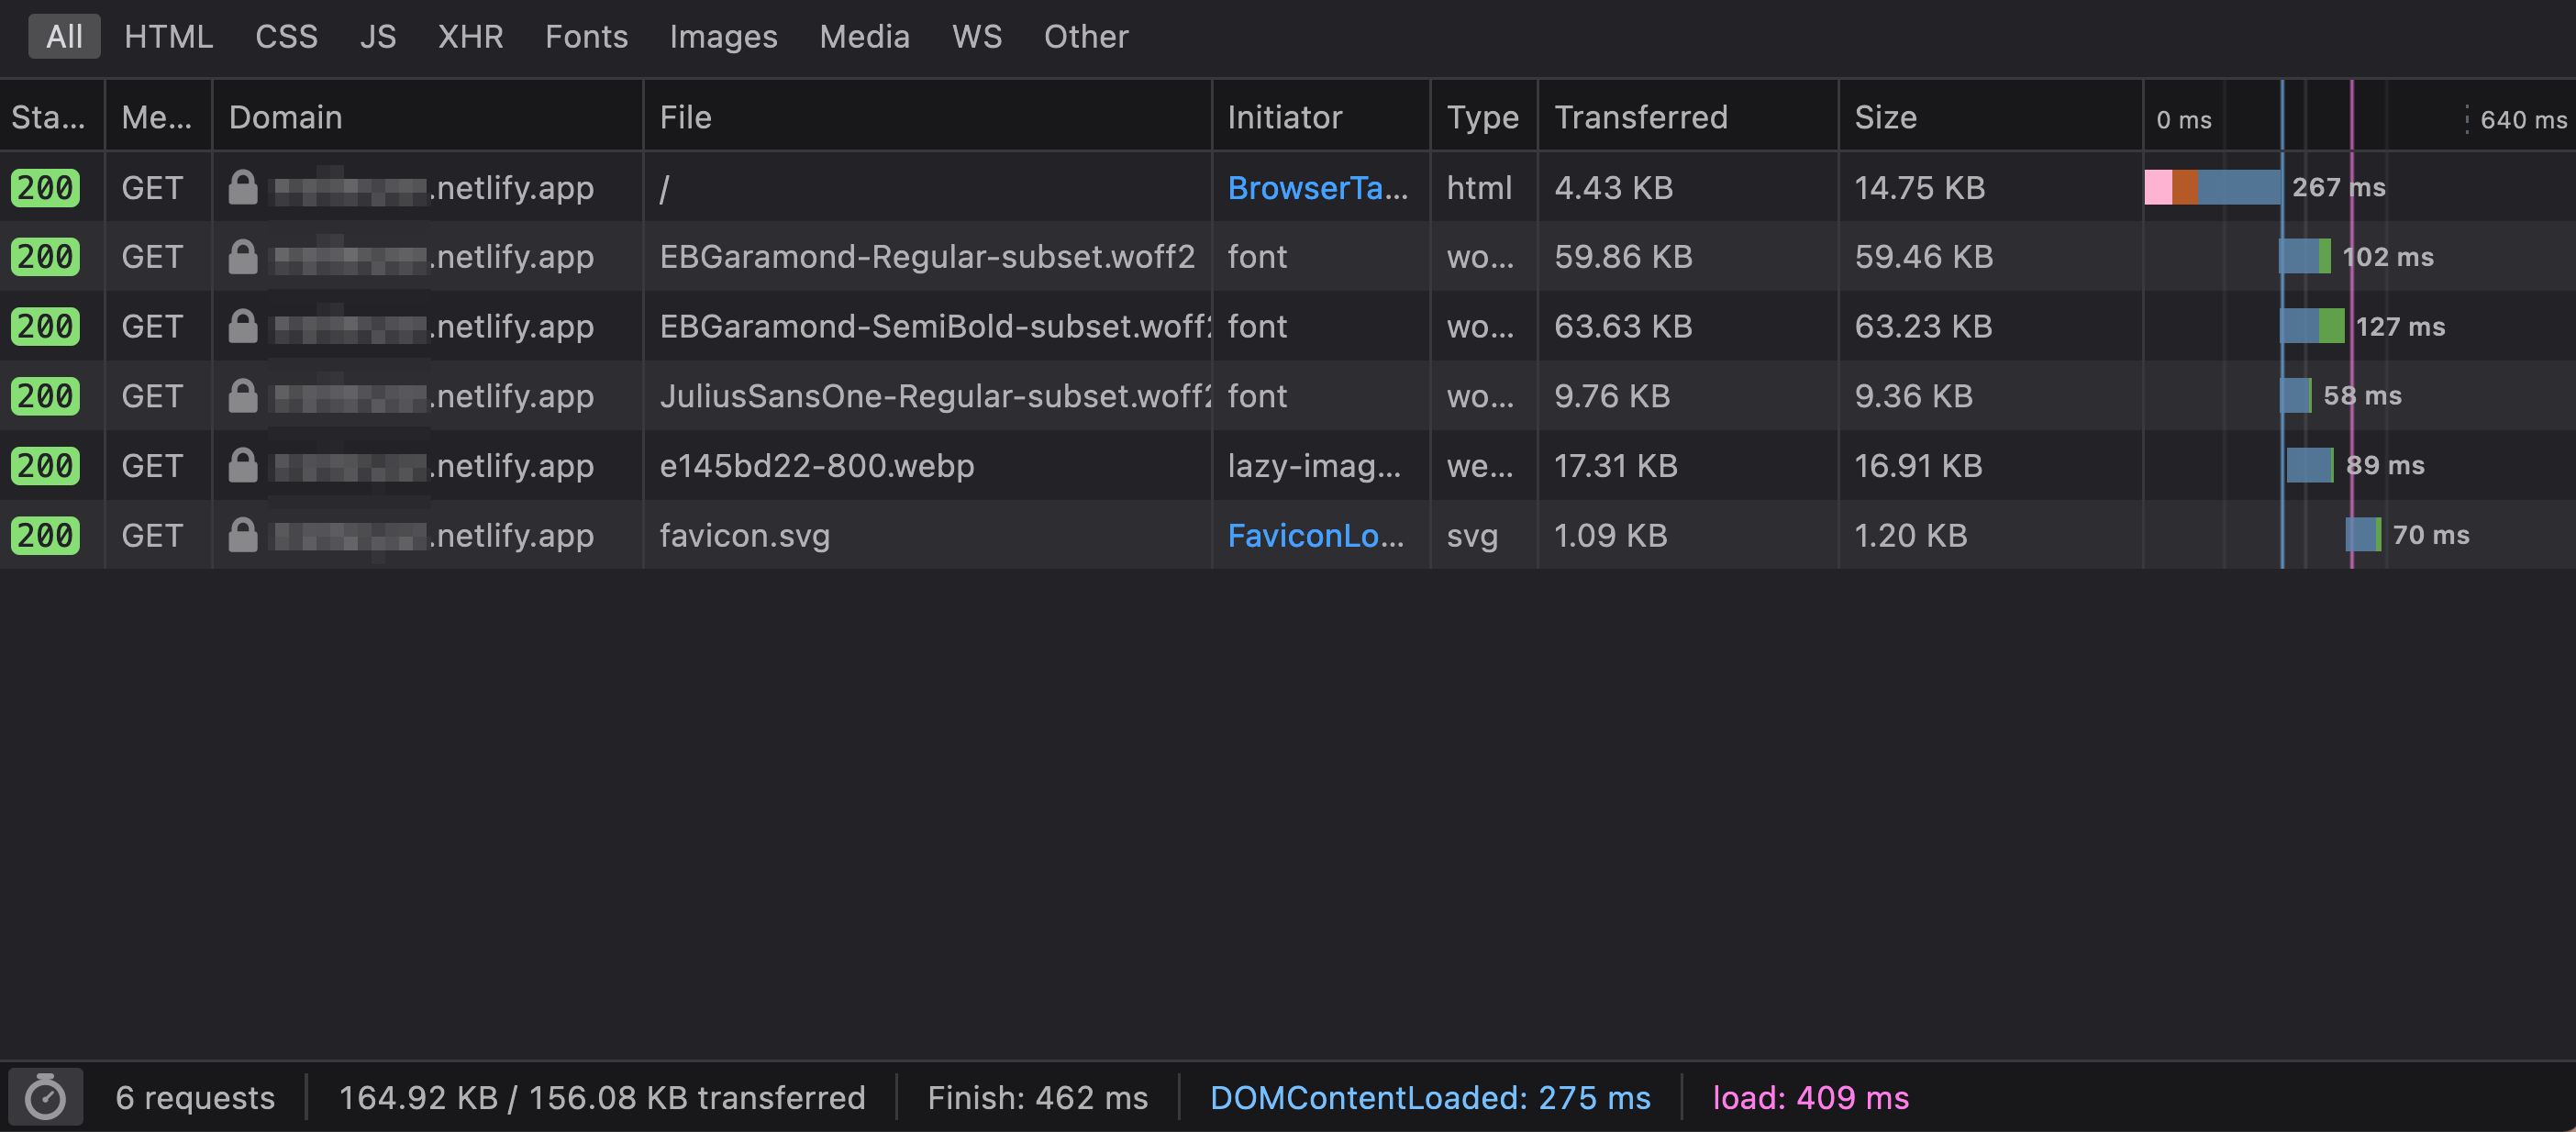 All HTML CSS JS XHR Fonts Images Media WS Other
Sta... Me... Domain File Initiator Type Transferred Size 0 ms 640 ms
200 GET .netlify.app / BrowserTa... html 4.43 KB 14.75 KB 267 ms
200 GET .netlify.app EBGaramond-Regular-subset.woff2 font wo... 59.86 KB 59.46 KB 102 ms
200 GET .netlify.app EBGaramond-SemiBold-subset.woff2 font wo... 63.63 KB 63.23 KB 127 ms
200 GET .netlify.app JuliusSansOne-Regular-subset.woff2 font wo... 9.76 KB 9.36 KB 58 ms
200 GET .netlify.app e145bd22-800.webp lazy-imag... we... 17.31 KB 16.91 KB 89 ms
200 GET .netlify.app favicon.svg FaviconLo... svg 1.09 KB 1.20 KB 70 ms
6 requests 164.92 KB / 156.08 KB transferred Finish: 462 ms DOMContentLoaded: 275 ms load: 409 ms